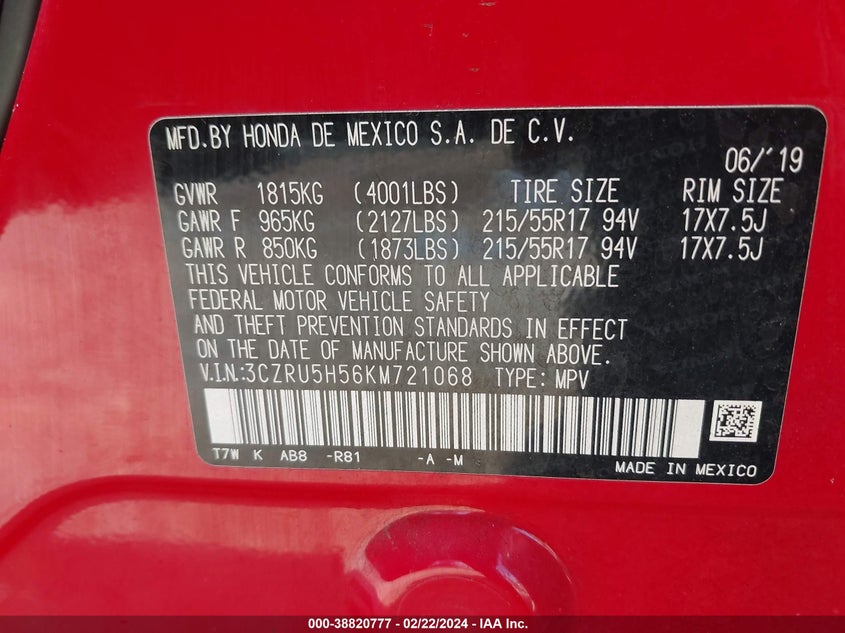 MFD.BY HONDA DE MEXICO S.A. DE C.V.
06/'19
GVWR 1815KG (4001LBS) TIRE SIZE RIM SIZE
GAWR F 965KG (2127LBS) 215/55R17 94V 17X7.5J
GAWR R 850KG (1873LBS) 215/55R17 94V 17X7.5J
THIS VEHICLE CONFORMS TO ALL APPLICABLE
FEDERAL MOTOR VEHICLE SAFETY
AND THEFT PREVENTION STANDARDS IN EFFECT
ON THE DATE OF MANUFACTURE SHOWN ABOVE.
V.I.N.:3CZRU5H56KM721068 TYPE: MPV
T7W K AB8 -R81 -A -M
MADE IN MEXICO
000-38820777 - 02/22/2024 - IAA Inc.